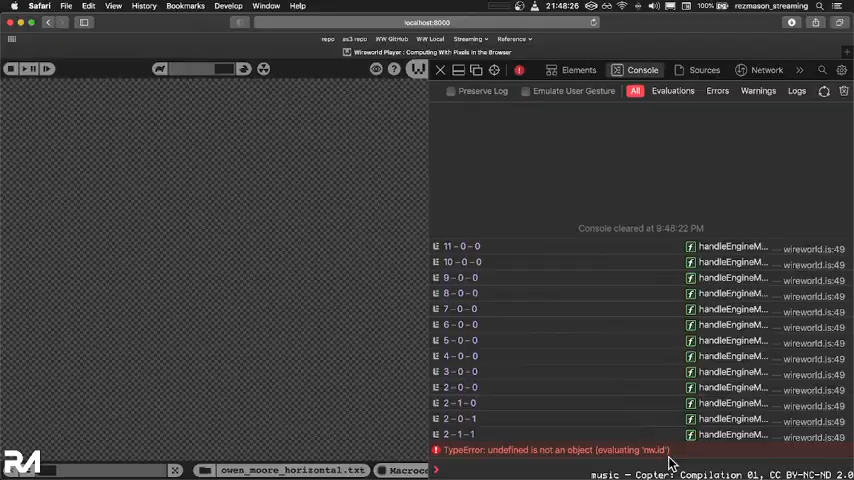 Safari File Edit View History Bookmarks Develop Window Help 21:48:26 100% rezmason_streaming
localhost:8000
repo as3 repo WW GitHub WW Local Streaming Reference
Wireworld Player : Computing With Pixels in the Browser
Elements Console Sources Network
Preserve Log Emulate User Gesture All Evaluations Errors Warnings Logs
Console cleared at 9:48:22 PM
11 – 0 – 0 f handleEngineM... — wireworld.js:49
10 – 0 – 0 f handleEngineM... — wireworld.js:49
9 – 0 – 0 f handleEngineM... — wireworld.js:49
8 – 0 – 0 f handleEngineM... — wireworld.js:49
7 – 0 – 0 f handleEngineM... — wireworld.js:49
6 – 0 – 0 f handleEngineM... — wireworld.js:49
5 – 0 – 0 f handleEngineM... — wireworld.js:49
4 – 0 – 0 f handleEngineM... — wireworld.js:49
3 – 0 – 0 f handleEngineM... — wireworld.js:49
2 – 0 – 0 f handleEngineM... — wireworld.js:49
2 – 1 – 0 f handleEngineM... — wireworld.js:49
2 – 0 – 1 f handleEngineM... — wireworld.js:49
2 – 1 – 1 f handleEngineM... — wireworld.js:49
TypeError: undefined is not an object (evaluating 'nw.id')
RM
owen_moore_horizontal.txt Macroce
music – Copter: Compilation 01, CC BY-NC-ND 2.0